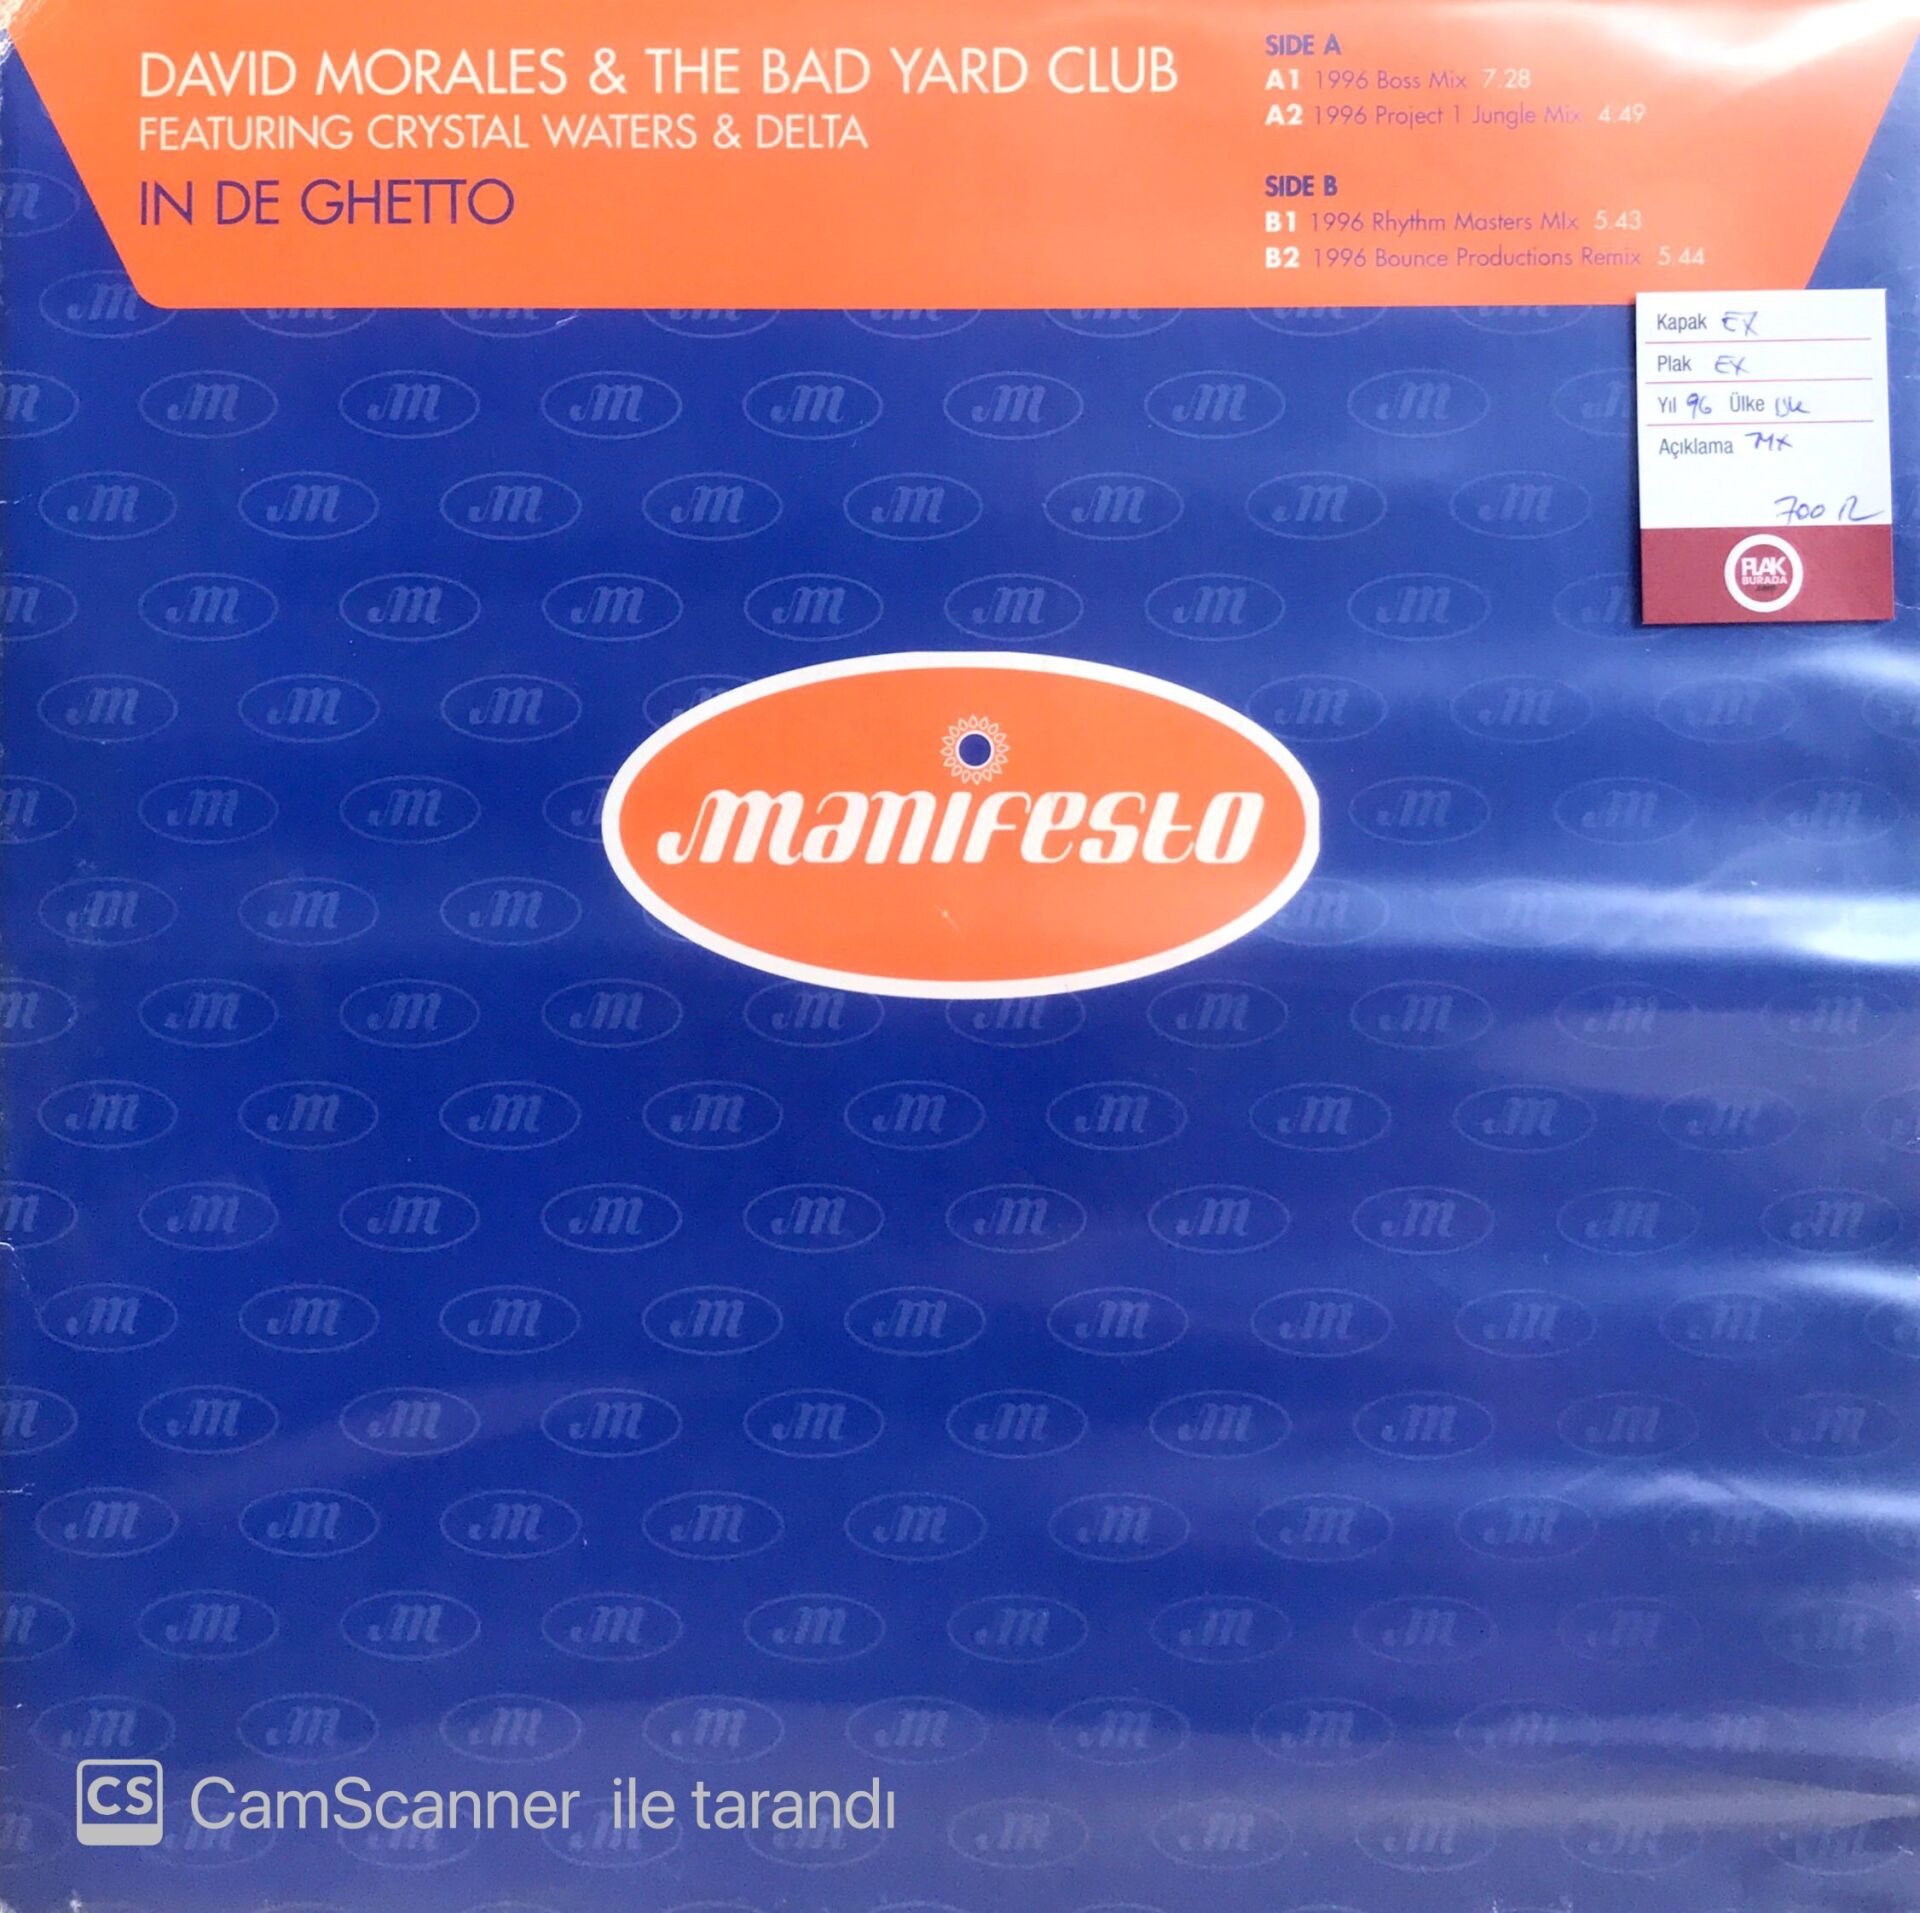 DAVID MORALES & THE BAD YARD CLUB
FEATURING CRYSTAL WATERS & DELTA
IN DE GHETTO
SIDE A
A1 1996 Boss Mix 7.28
A2 1996 Project 1 Jungle Mix 4.49
SIDE B
B1 1996 Rhythm Masters MIx 5.43
B2 1996 Bounce Productions Remix 5.44
Kapak EX
Plak EX
Yıl 96 Ülke UK
Açıklama MX
700
PLAK
BURADA
manifesto
CS CamScanner ile tarandı